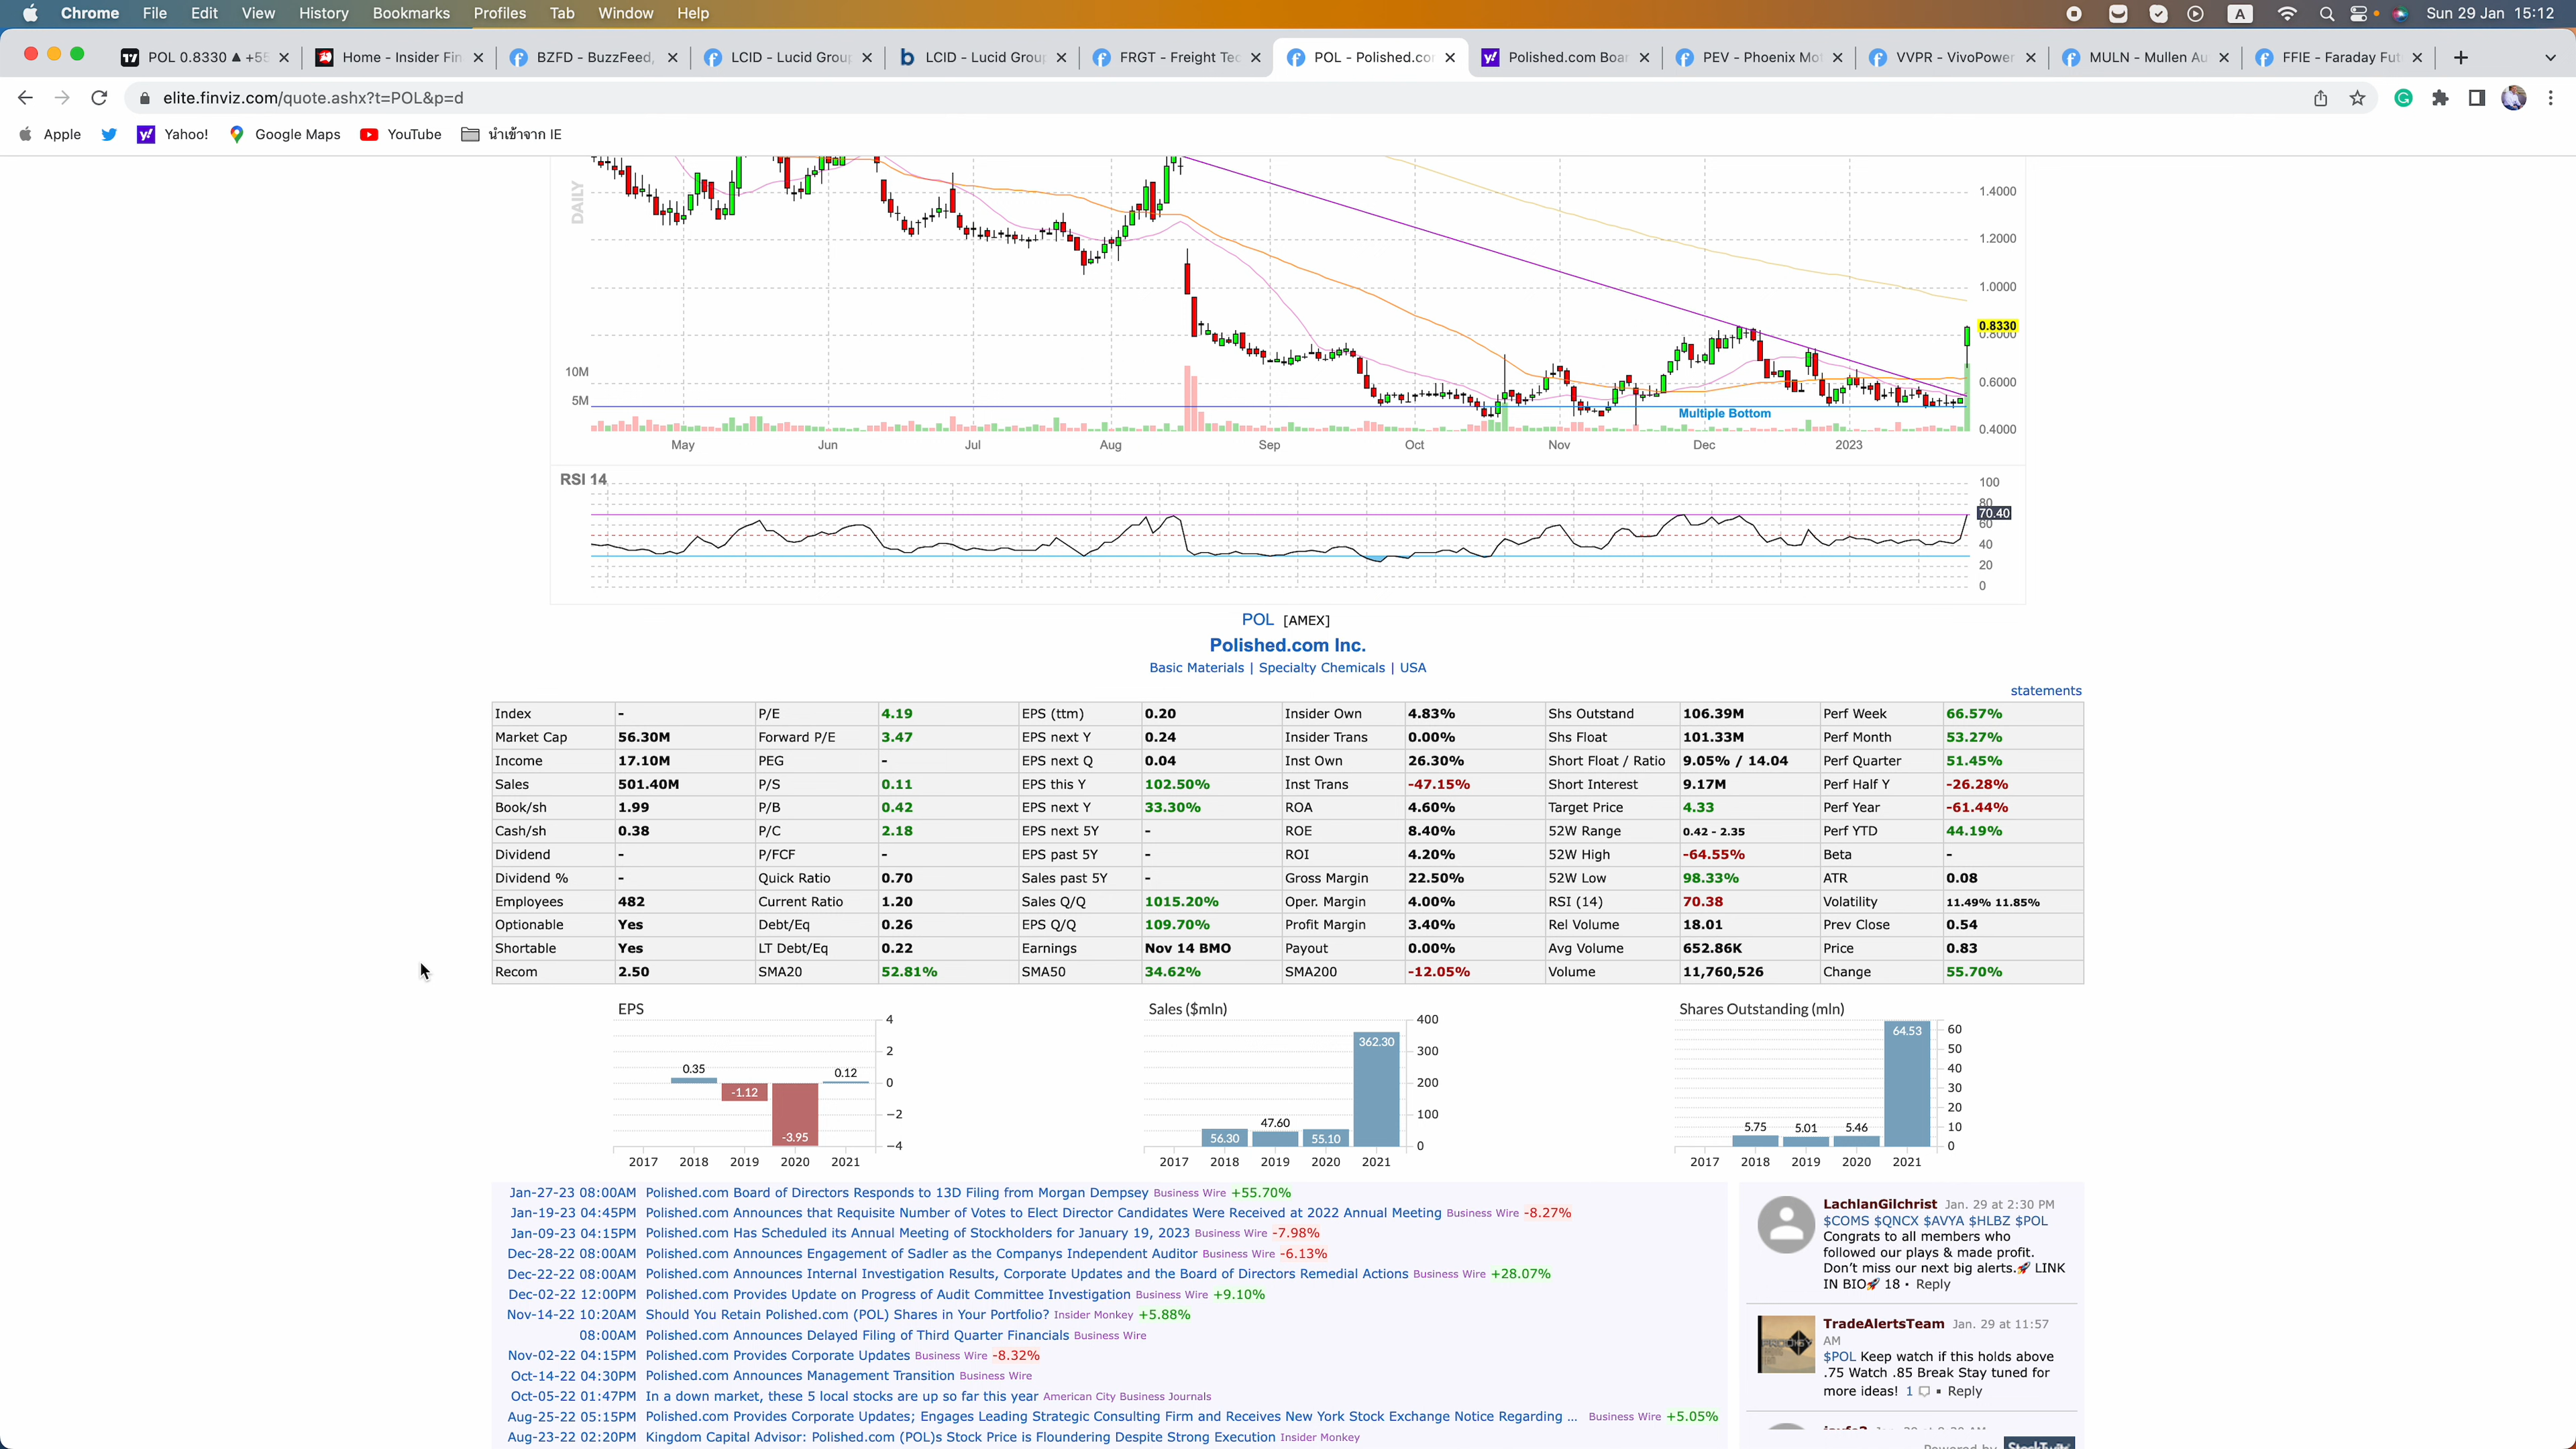 Chrome File Edit View History Bookmarks Profiles Tab Window Help A Sun 29 Jan 15:12
POL 0.8330 ▲ +55 Home - Insider Fin BZFD - BuzzFeed, LCID - Lucid Group LCID - Lucid Group FRGT - Freight Tec POL - Polished.co Polished.com Boar PEV - Phoenix Mot VVPR - VivoPower MULN - Mullen Au FFIE - Faraday Fut
elite.finviz.com/quote.ashx?t=POL&p=d
Apple Yahoo! Google Maps YouTube นำเข้าจาก IE
DAILY
1.4000
1.2000
1.0000
0.8330
0.8000
10M
0.6000
5M
Multiple Bottom
0.4000
May Jun Jul Aug Sep Oct Nov Dec 2023
RSI 14
100
80
70.40
60
40
20
0
POL [AMEX]
Polished.com Inc.
Basic Materials | Specialty Chemicals | USA
statements
Index - P/E 4.19 EPS (ttm) 0.20 Insider Own 4.83% Shs Outstand 106.39M Perf Week 66.57%
Market Cap 56.30M Forward P/E 3.47 EPS next Y 0.24 Insider Trans 0.00% Shs Float 101.33M Perf Month 53.27%
Income 17.10M PEG - EPS next Q 0.04 Inst Own 26.30% Short Float / Ratio 9.05% / 14.04 Perf Quarter 51.45%
Sales 501.40M P/S 0.11 EPS this Y 102.50% Inst Trans -47.15% Short Interest 9.17M Perf Half Y -26.28%
Book/sh 1.99 P/B 0.42 EPS next Y 33.30% ROA 4.60% Target Price 4.33 Perf Year -61.44%
Cash/sh 0.38 P/C 2.18 EPS next 5Y - ROE 8.40% 52W Range 0.42 - 2.35 Perf YTD 44.19%
Dividend - P/FCF - EPS past 5Y - ROI 4.20% 52W High -64.55% Beta -
Dividend % - Quick Ratio 0.70 Sales past 5Y - Gross Margin 22.50% 52W Low 98.33% ATR 0.08
Employees 482 Current Ratio 1.20 Sales Q/Q 1015.20% Oper. Margin 4.00% RSI (14) 70.38 Volatility 11.49% 11.85%
Optionable Yes Debt/Eq 0.26 EPS Q/Q 109.70% Profit Margin 3.40% Rel Volume 18.01 Prev Close 0.54
Shortable Yes LT Debt/Eq 0.22 Earnings Nov 14 BMO Payout 0.00% Avg Volume 652.86K Price 0.83
Recom 2.50 SMA20 52.81% SMA50 34.62% SMA200 -12.05% Volume 11,760,526 Change 55.70%
EPS
4
2
0
-2
-4
0.35
-1.12
-3.95
0.12
2017 2018 2019 2020 2021
Sales ($mln)
400
300
200
100
0
56.30
47.60
55.10
362.30
2017 2018 2019 2020 2021
Shares Outstanding (mln)
60
50
40
30
20
10
0
5.75
5.01
5.46
64.53
2017 2018 2019 2020 2021
Jan-27-23 08:00AM Polished.com Board of Directors Responds to 13D Filing from Morgan Dempsey Business Wire +55.70%
Jan-19-23 04:45PM Polished.com Announces that Requisite Number of Votes to Elect Director Candidates Were Received at 2022 Annual Meeting Business Wire -8.27%
Jan-09-23 04:15PM Polished.com Has Scheduled its Annual Meeting of Stockholders for January 19, 2023 Business Wire -7.98%
Dec-28-22 08:00AM Polished.com Announces Engagement of Sadler as the Companys Independent Auditor Business Wire -6.13%
Dec-22-22 08:00AM Polished.com Announces Internal Investigation Results, Corporate Updates and the Board of Directors Remedial Actions Business Wire +28.07%
Dec-02-22 12:00PM Polished.com Provides Update on Progress of Audit Committee Investigation Business Wire +9.10%
Nov-14-22 10:20AM Should You Retain Polished.com (POL) Shares in Your Portfolio? Insider Monkey +5.88%
08:00AM Polished.com Announces Delayed Filing of Third Quarter Financials Business Wire
Nov-02-22 04:15PM Polished.com Provides Corporate Updates Business Wire -8.32%
Oct-14-22 04:30PM Polished.com Announces Management Transition Business Wire
Oct-05-22 01:47PM In a down market, these 5 local stocks are up so far this year American City Business Journals
Aug-25-22 05:15PM Polished.com Provides Corporate Updates; Engages Leading Strategic Consulting Firm and Receives New York Stock Exchange Notice Regarding ... Business Wire +5.05%
Aug-23-22 02:20PM Kingdom Capital Advisor: Polished.com (POL)s Stock Price is Floundering Despite Strong Execution Insider Monkey
LachlanGilchrist Jan. 29 at 2:30 PM
$COMS $QNCX $AVYA $HLBZ $POL
Congrats to all members who
followed our plays & made profit.
Don't miss our next big alerts.🚀 LINK
IN BIO🚀 18 • Reply
TradeAlertsTeam Jan. 29 at 11:57
AM
$POL Keep watch if this holds above
.75 Watch .85 Break Stay tuned for
more ideas! 1 • Reply
Powered by StockTwits